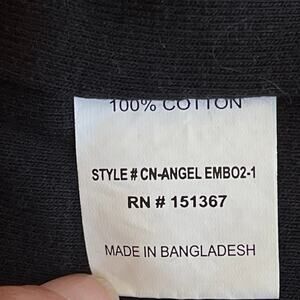 100% COTTON
STYLE # CN-ANGEL EMBO2-1
RN # 151367
MADE IN BANGLADESH